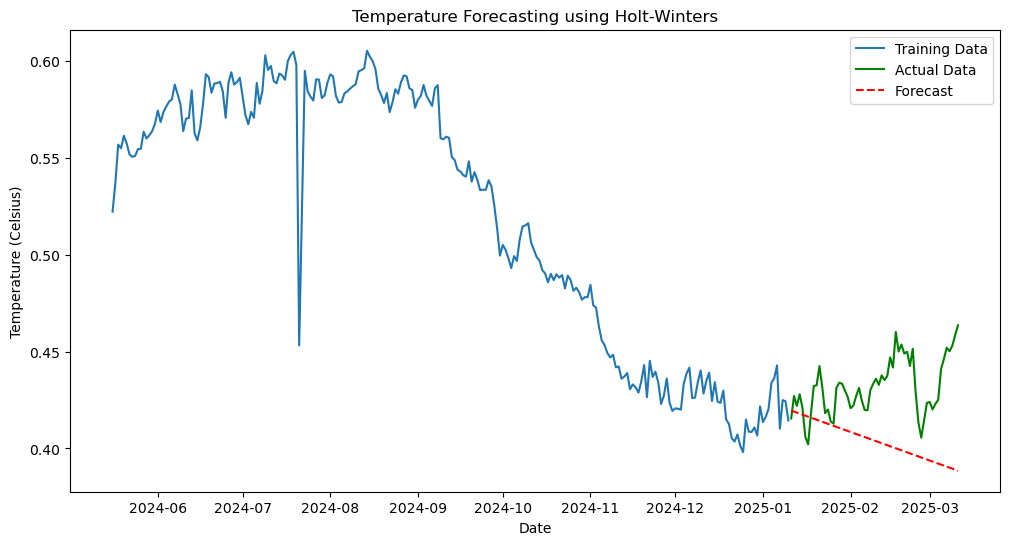 Temperature Forecasting using Holt-Winters
Training Data
Actual Data
Forecast
Temperature (Celsius)
0.60
0.55
0.50
0.45
0.40
2024-06 2024-07 2024-08 2024-09 2024-10 2024-11 2024-12 2025-01 2025-02 2025-03
Date